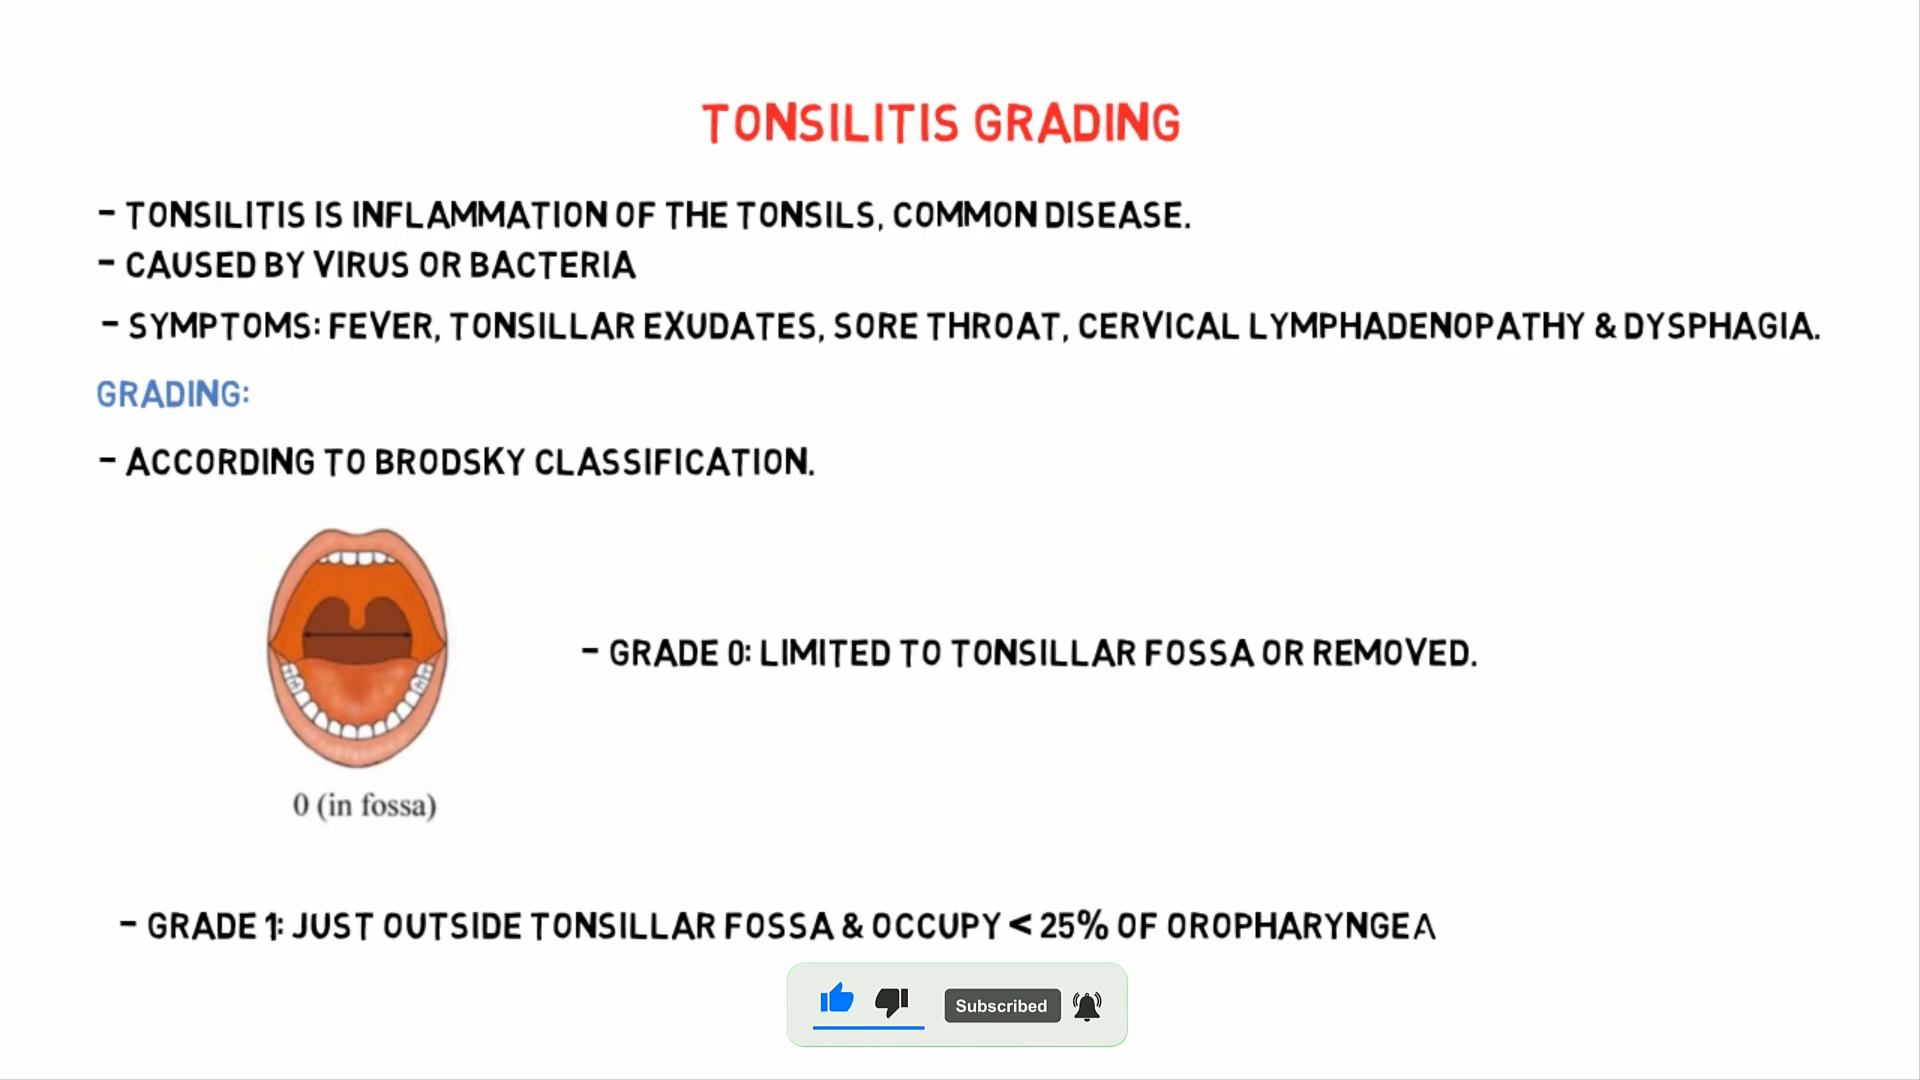 TONSILITIS GRADING
- TONSILITIS IS INFLAMMATION OF THE TONSILS, COMMON DISEASE.
- CAUSED BY VIRUS OR BACTERIA
- SYMPTOMS: FEVER, TONSILLAR EXUDATES, SORE THROAT, CERVICAL LYMPHADENOPATHY & DYSPHAGIA.
GRADING:
- ACCORDING TO BRODSKY CLASSIFICATION.
- GRADE 0: LIMITED TO TONSILLAR FOSSA OR REMOVED.
0 (in fossa)
- GRADE 1: JUST OUTSIDE TONSILLAR FOSSA & OCCUPY < 25% OF OROPHARYNGEA
Subscribed